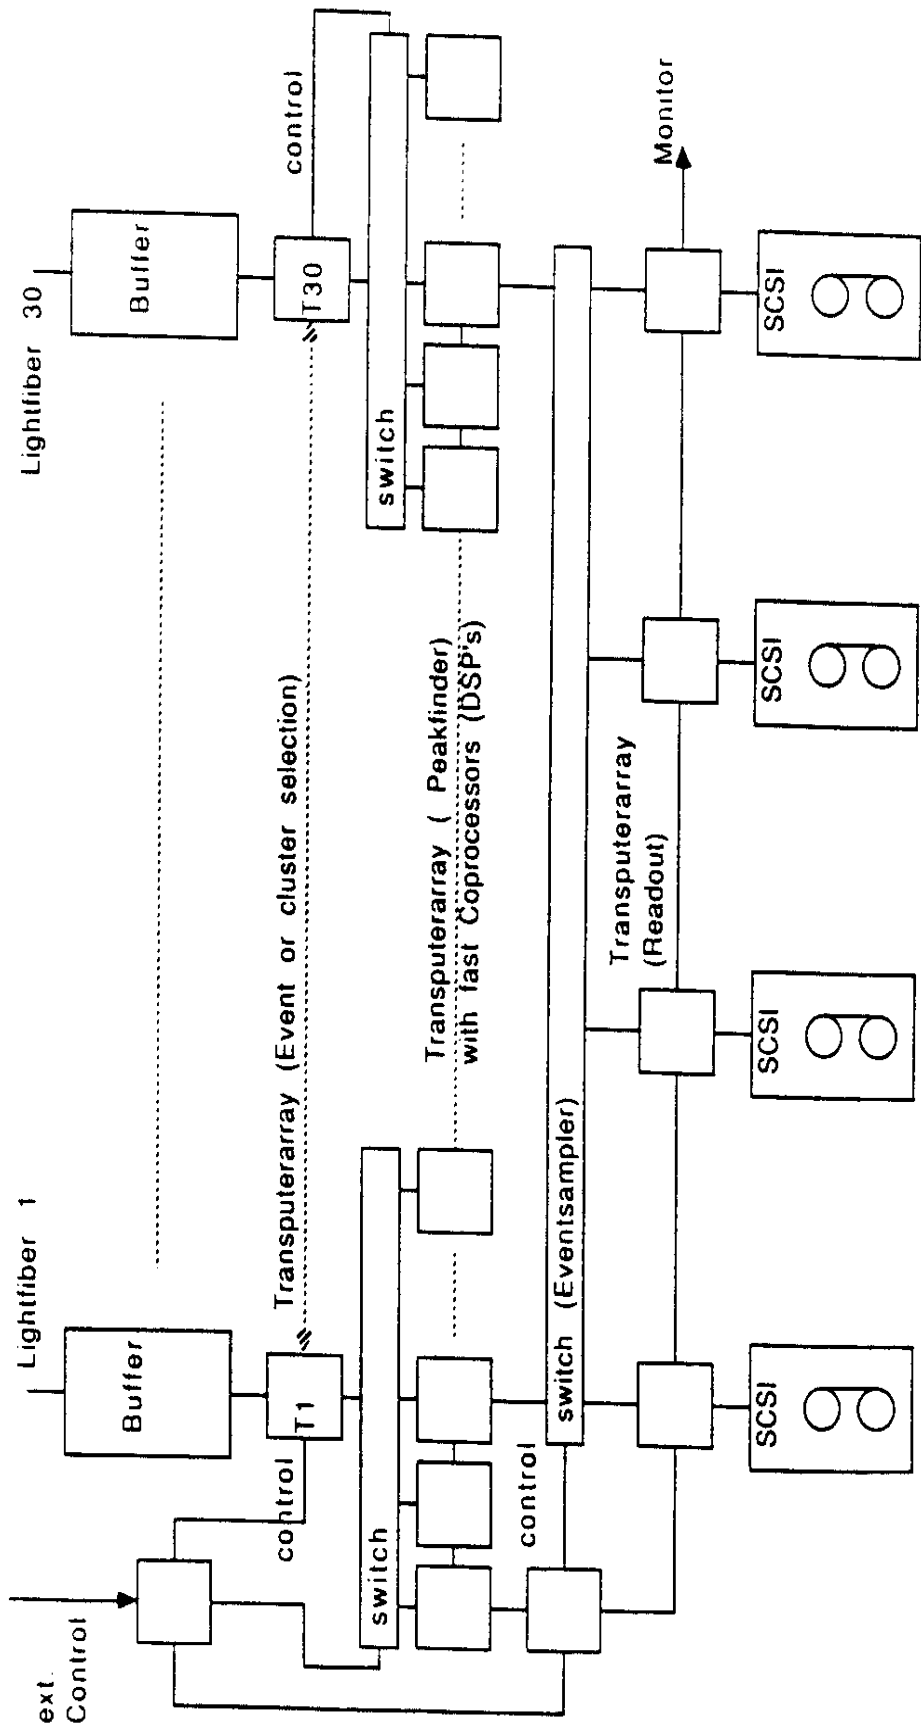 ext.
Control
Lightfiber 1
Lightfiber 30
Buffer
Buffer
control
T1
Transputerarray (Event or cluster selection)
T30
control
switch
switch
Transputerarray ( Peakfinder)
with fast Coprocessors (DSP's)
control
switch (Eventsampler)
Transputerarray
(Readout)
Monitor
SCSI
SCSI
SCSI
SCSI